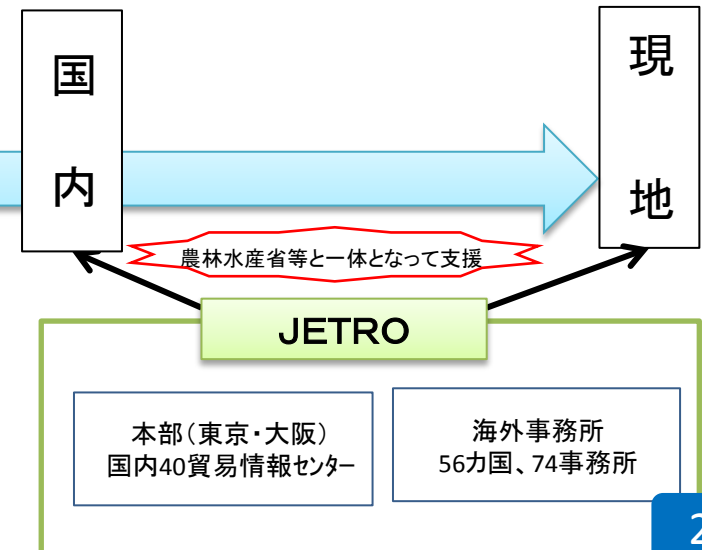 国内
現地
農林水産省等と一体となって支援
JETRO
本部(東京・大阪)
国内40貿易情報センター
海外事務所
56カ国、74事務所
2